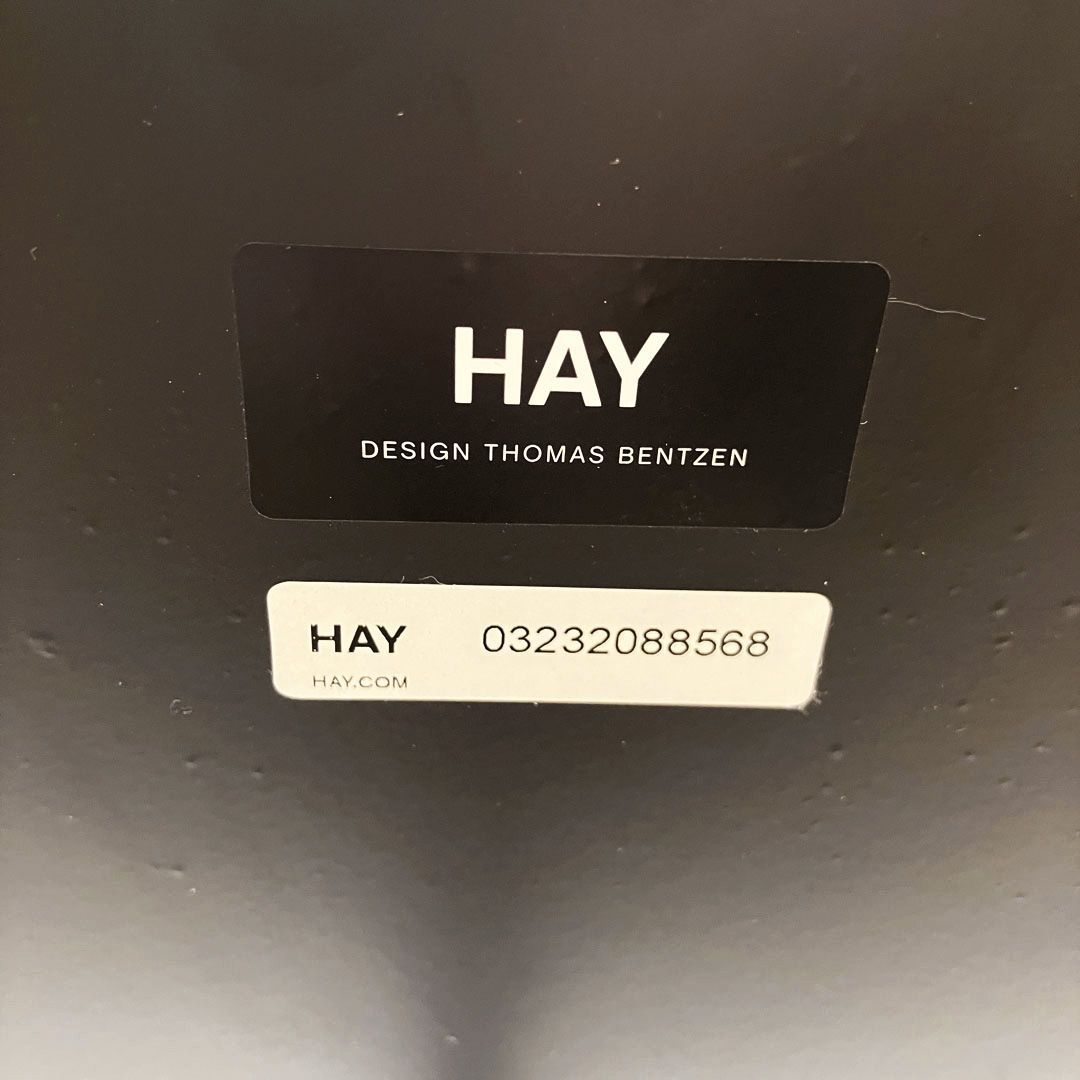 HAY
DESIGN THOMAS BENTZEN
HAY 03232088568
HAY.COM